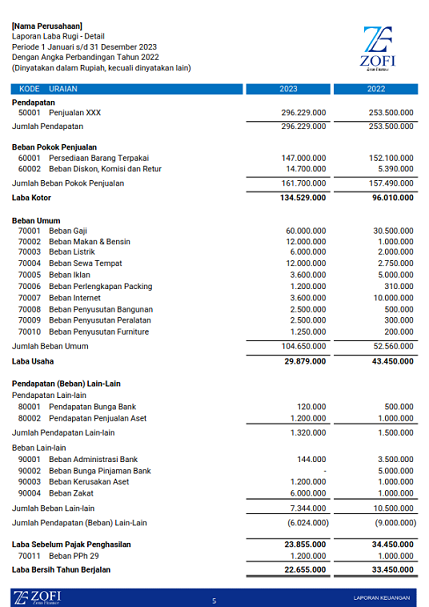 [Nama Perusahaan]
Laporan Laba Rugi - Detail
Periode 1 Januari s/d 31 Desember 2023
Dengan Angka Perbandingan Tahun 2022
(Dinyatakan dalam Rupiah, kecuali dinyatakan lain)
ZOFI
KODE URAIAN 2023 2022
Pendapatan
50001 Penjualan XXX 296.229.000 253.500.000
Jumlah Pendapatan 296.229.000 253.500.000
Beban Pokok Penjualan
60001 Persediaan Barang Terpakai 147.000.000 152.100.000
60002 Beban Diskon, Komisi dan Retur 14.700.000 5.390.000
Jumlah Beban Pokok Penjualan 161.700.000 157.490.000
Laba Kotor 134.529.000 96.010.000
Beban Umum
70001 Beban Gaji 60.000.000 30.500.000
70002 Beban Makan & Bensin 12.000.000 1.000.000
70003 Beban Listrik 6.000.000 2.000.000
70004 Beban Sewa Tempat 12.000.000 2.750.000
70005 Beban Iklan 3.600.000 5.000.000
70006 Beban Perlengkapan Packing 1.200.000 310.000
70007 Beban Internet 3.600.000 10.000.000
70008 Beban Penyusutan Bangunan 2.500.000 500.000
70009 Beban Penyusutan Peralatan 2.500.000 300.000
70010 Beban Penyusutan Furniture 1.250.000 200.000
Jumlah Beban Umum 104.650.000 52.560.000
Laba Usaha 29.879.000 43.450.000
Pendapatan (Beban) Lain-Lain
Pendapatan Lain-lain
80001 Pendapatan Bunga Bank 120.000 500.000
80002 Pendapatan Penjualan Aset 1.200.000 1.000.000
Jumlah Pendapatan Lain-lain 1.320.000 1.500.000
Beban Lain-lain
90001 Beban Administrasi Bank 144.000 3.500.000
90002 Beban Bunga Pinjaman Bank - 5.000.000
90003 Beban Kerusakan Aset 1.200.000 1.000.000
90004 Beban Zakat 6.000.000 1.000.000
Jumlah Beban Lain-lain 7.344.000 10.500.000
Jumlah Pendapatan (Beban) Lain-Lain (6.024.000) (9.000.000)
Laba Sebelum Pajak Penghasilan 23.855.000 34.450.000
70011 Beban PPh 29 1.200.000 1.000.000
Laba Bersih Tahun Berjalan 22.655.000 33.450.000
ZOFI
5
LAPORAN KEUANGAN